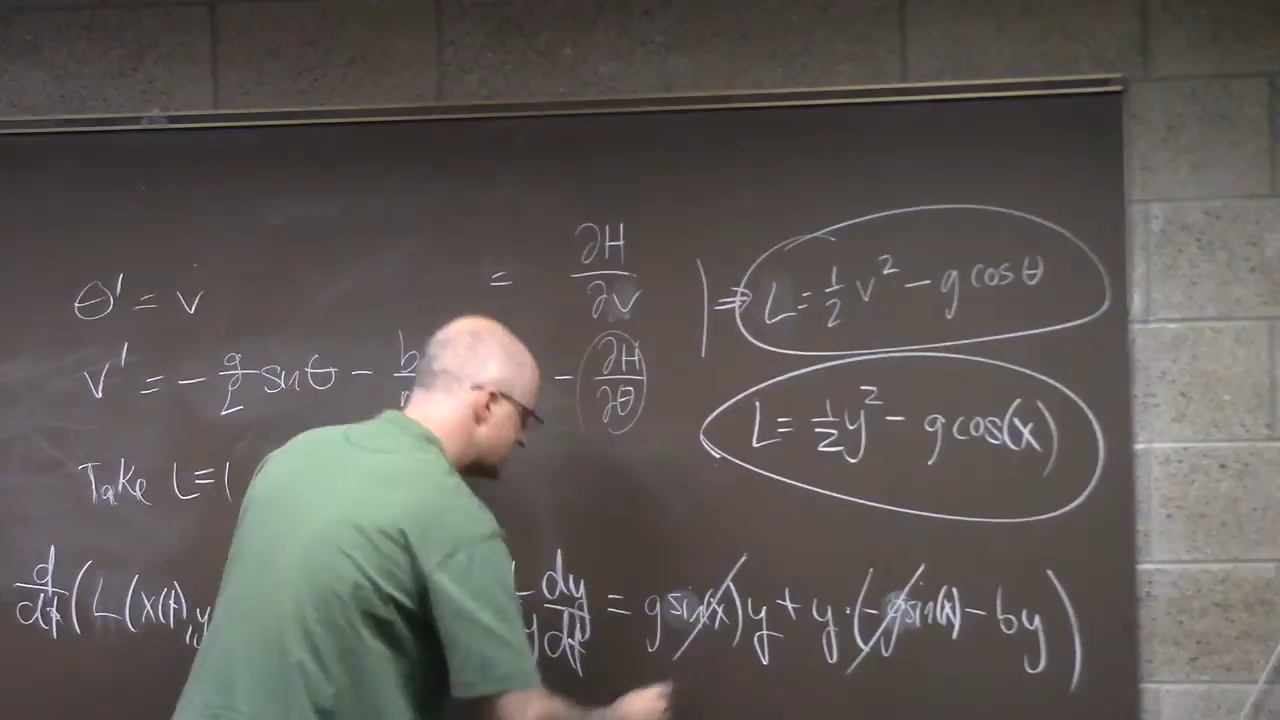 θ' = v = ∂H/∂v ⇒ L = 1/2 v² - g cos θ
v' = - g/L sin θ - b - ∂H/∂θ L = 1/2 y² - g cos(x)
Take L=1
d/dt (L(x(t), y dy/dt = g sin(x) y + y · (-g sin(x) - by)